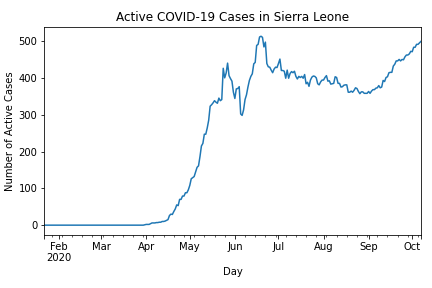 Active COVID-19 Cases in Sierra Leone
Number of Active Cases
500
400
300
200
100
0
Feb Mar Apr May Jun Jul Aug Sep Oct
2020
Day